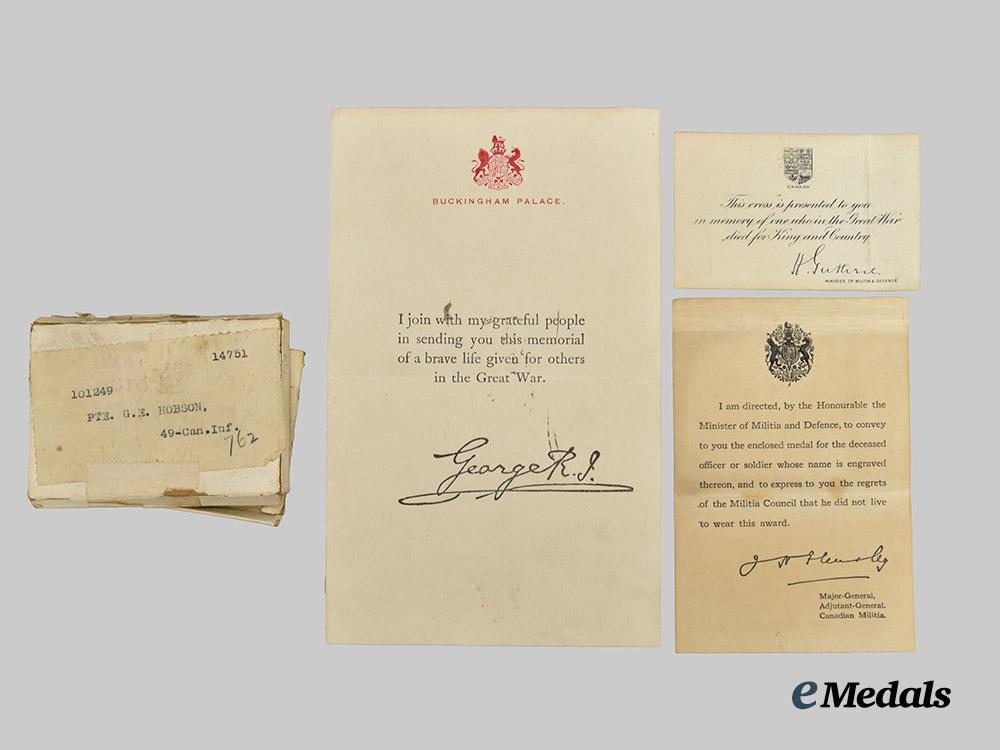 14751
101249
PTE. G.E. HOBSON,
49-Can.Inf.
762
BUCKINGHAM PALACE.
I join with my grateful people
in sending you this memorial
of a brave life given for others
in the Great War.
George R.I.
CANADA
This cross is presented to you
in memory of one who in the Great War
died for King and Country
H Guthrie
MINISTER OF MILITIA & DEFENCE
I am directed, by the Honourable the
Minister of Militia and Defence, to convey
to you the enclosed medal for the deceased
officer or soldier whose name is engraved
thereon, and to express to you the regrets
of the Militia Council that he did not live
to wear this award.
Major-General,
Adjutant-General.
Canadian Militia.
eMedals